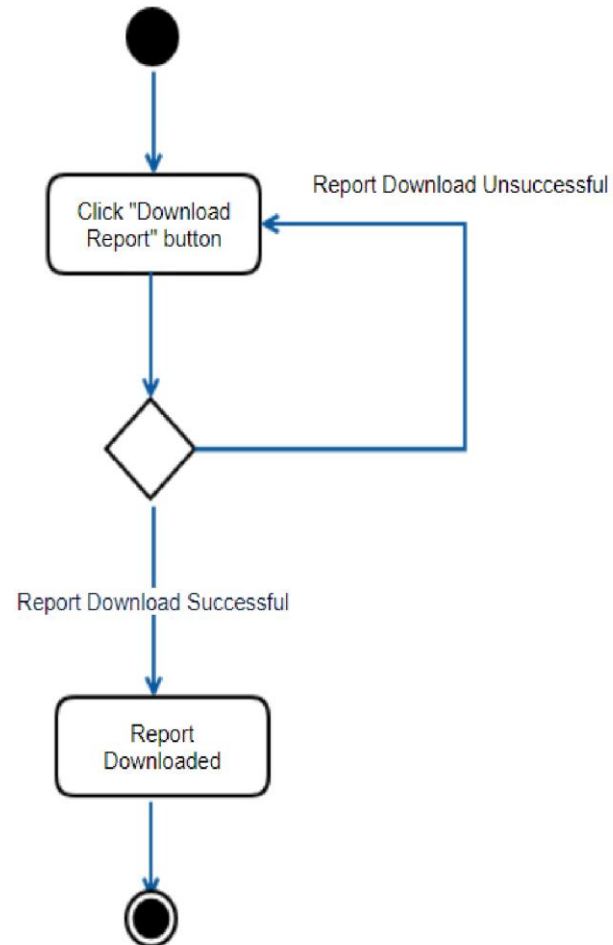 Report Download Unsuccessful
Click "Download
Report" button
Report Download Successful
Report
Downloaded